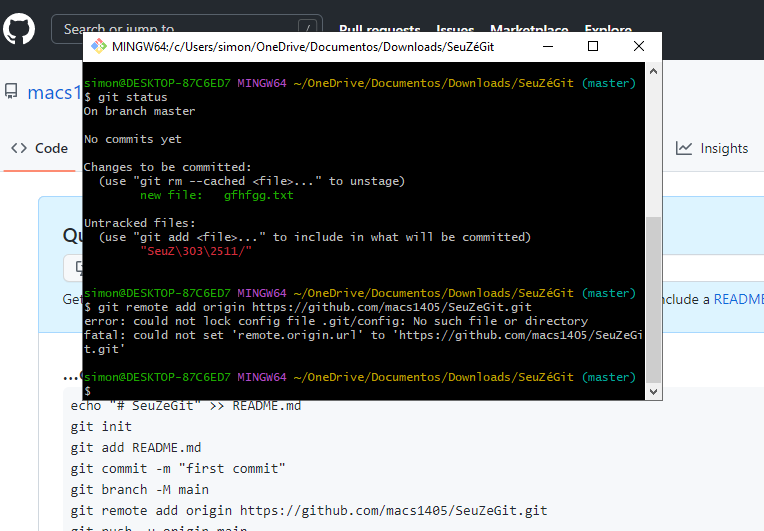 Search or jump to
/
Pull requests Issues Marketplace Explore
MINGW64:/c/Users/simon/OneDrive/Documentos/Downloads/SeuZéGit
macs1
Code
Insights
simon@DESKTOP-87C6ED7 MINGW64 ~/OneDrive/Documentos/Downloads/SeuZéGit (master)
$ git status
On branch master
No commits yet
Changes to be committed:
(use "git rm --cached <file>..." to unstage)
new file: gfhfgg.txt
Untracked files:
(use "git add <file>..." to include in what will be committed)
"SeuZ\303\2511/"
simon@DESKTOP-87C6ED7 MINGW64 ~/OneDrive/Documentos/Downloads/SeuZéGit (master)
$ git remote add origin https://github.com/macs1405/SeuZeGit.git
error: could not lock config file .git/config: No such file or directory
fatal: could not set 'remote.origin.url' to 'https://github.com/macs1405/SeuZeGi
t.git'
simon@DESKTOP-87C6ED7 MINGW64 ~/OneDrive/Documentos/Downloads/SeuZéGit (master)
$
Qu
Get
nclude a README
echo "# SeuZeGit" >> README.md
git init
git add README.md
git commit -m "first commit"
git branch -M main
git remote add origin https://github.com/macs1405/SeuZeGit.git
git push -u origin main